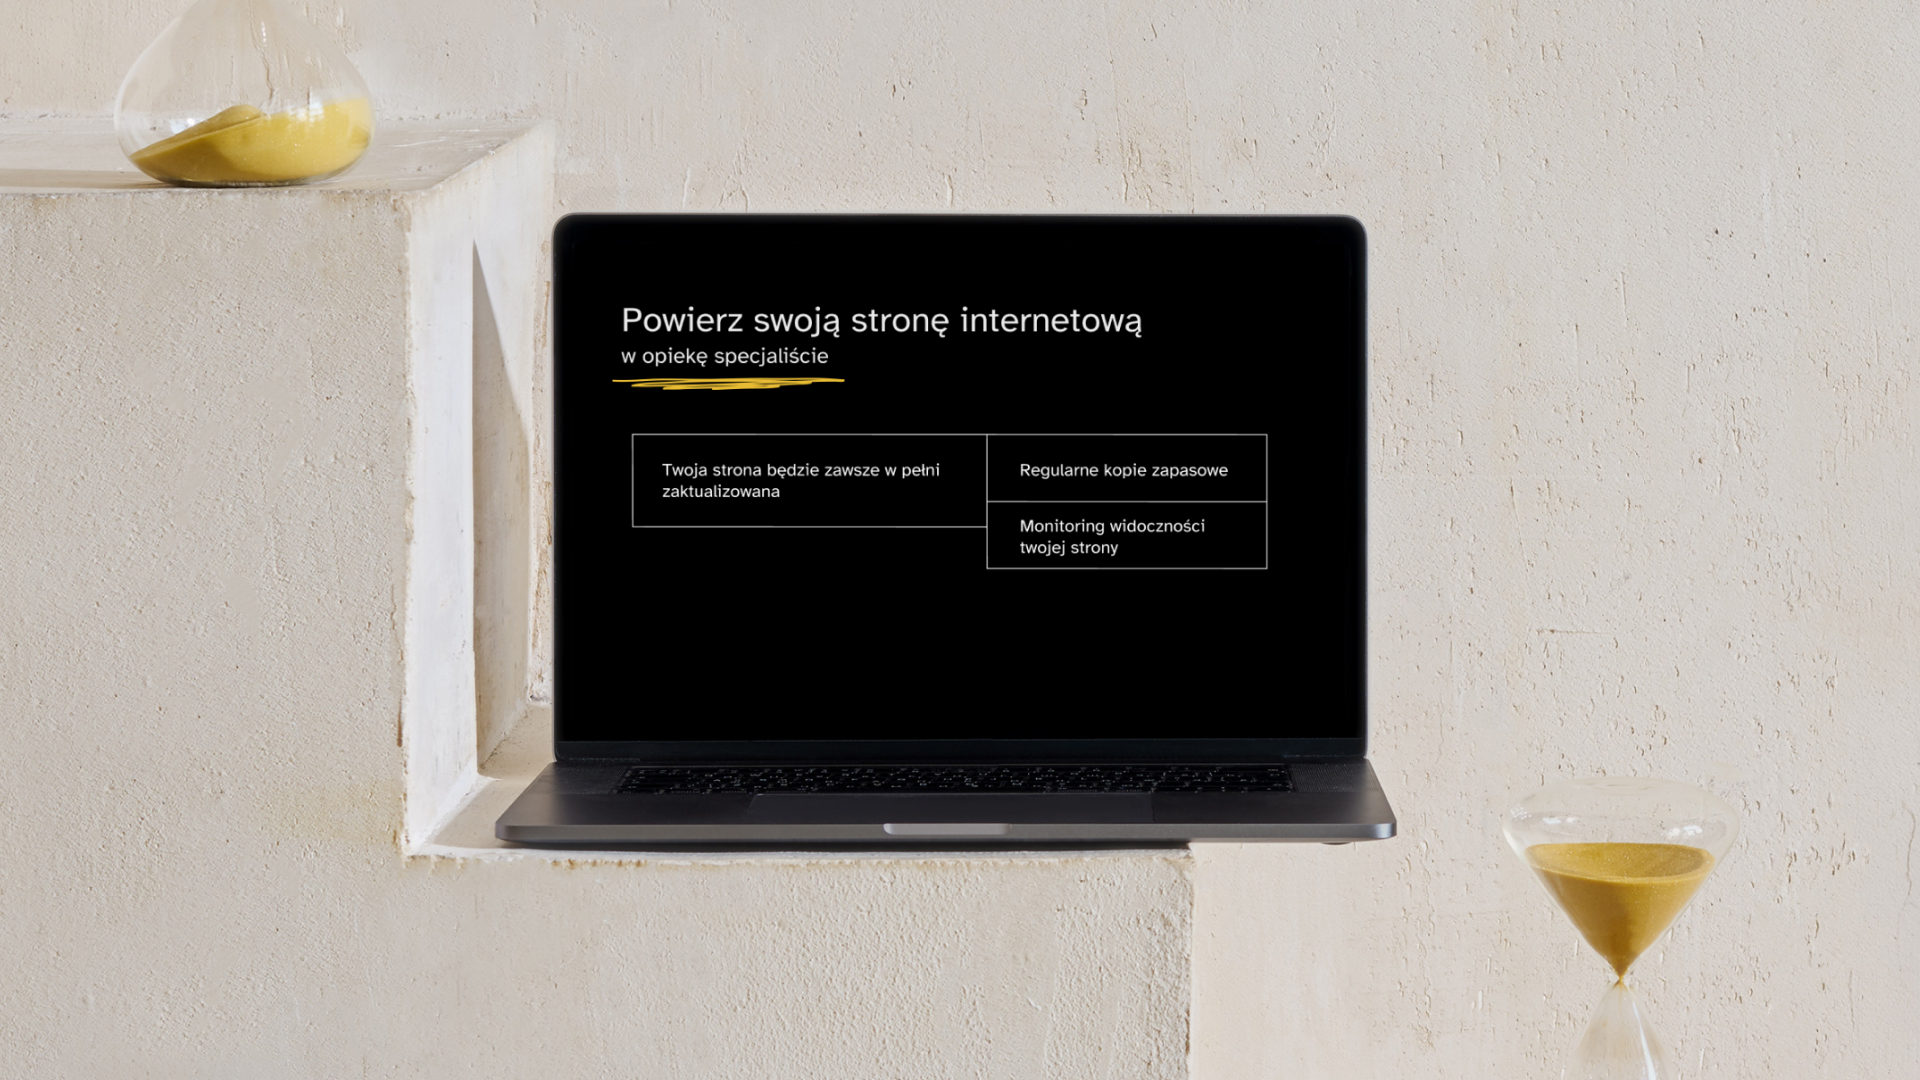 Powierz swoją stronę internetową
w opiekę specjaliście
Twoja strona będzie zawsze w pełni
zaktualizowana
Regularne kopie zapasowe
Monitoring widoczności
twojej strony